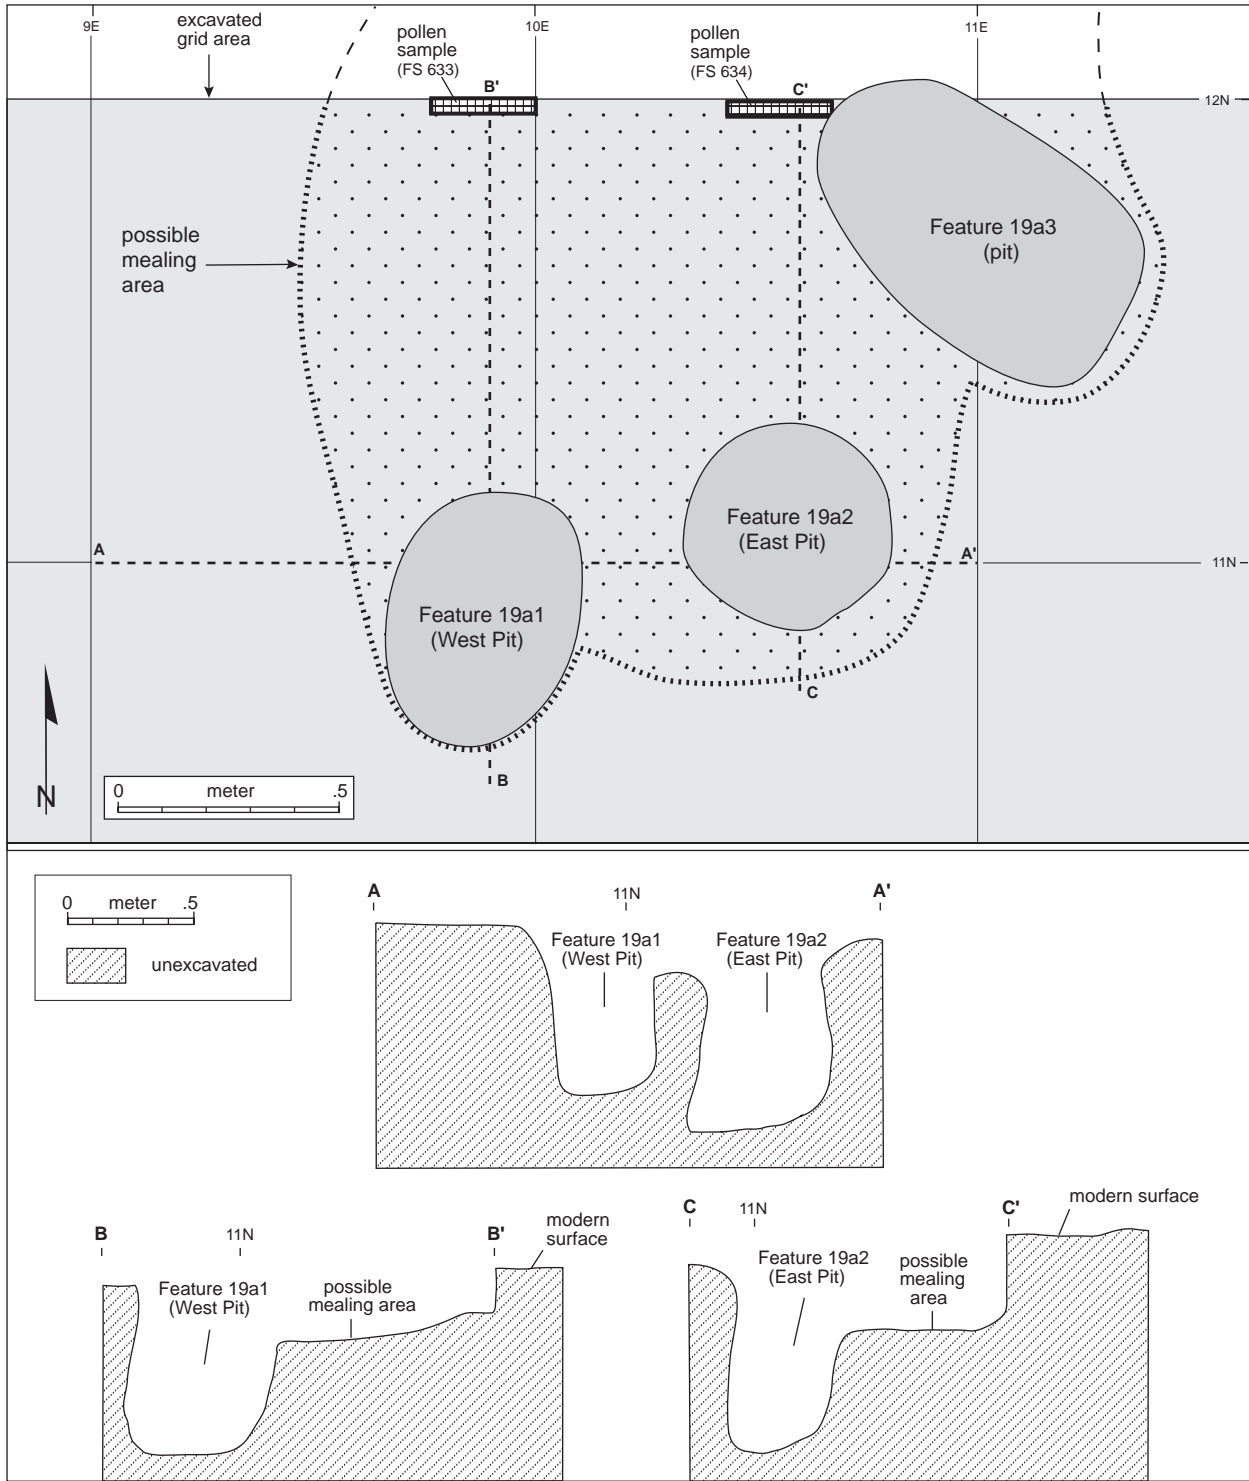 9E
excavated
grid area
pollen
sample
(FS 633)
10E
pollen
sample
(FS 634)
11E
B'
C'
12N
possible
mealing
area
Feature 19a3
(pit)
Feature 19a2
(East Pit)
A
A'
11N
Feature 19a1
(West Pit)
C
B
N
0 meter .5
0 meter .5
unexcavated
A
11N
A'
Feature 19a1
(West Pit)
Feature 19a2
(East Pit)
B
11N
B'
modern
surface
Feature 19a1
(West Pit)
possible
mealing area
C
11N
C'
modern surface
Feature 19a2
(East Pit)
possible
mealing
area